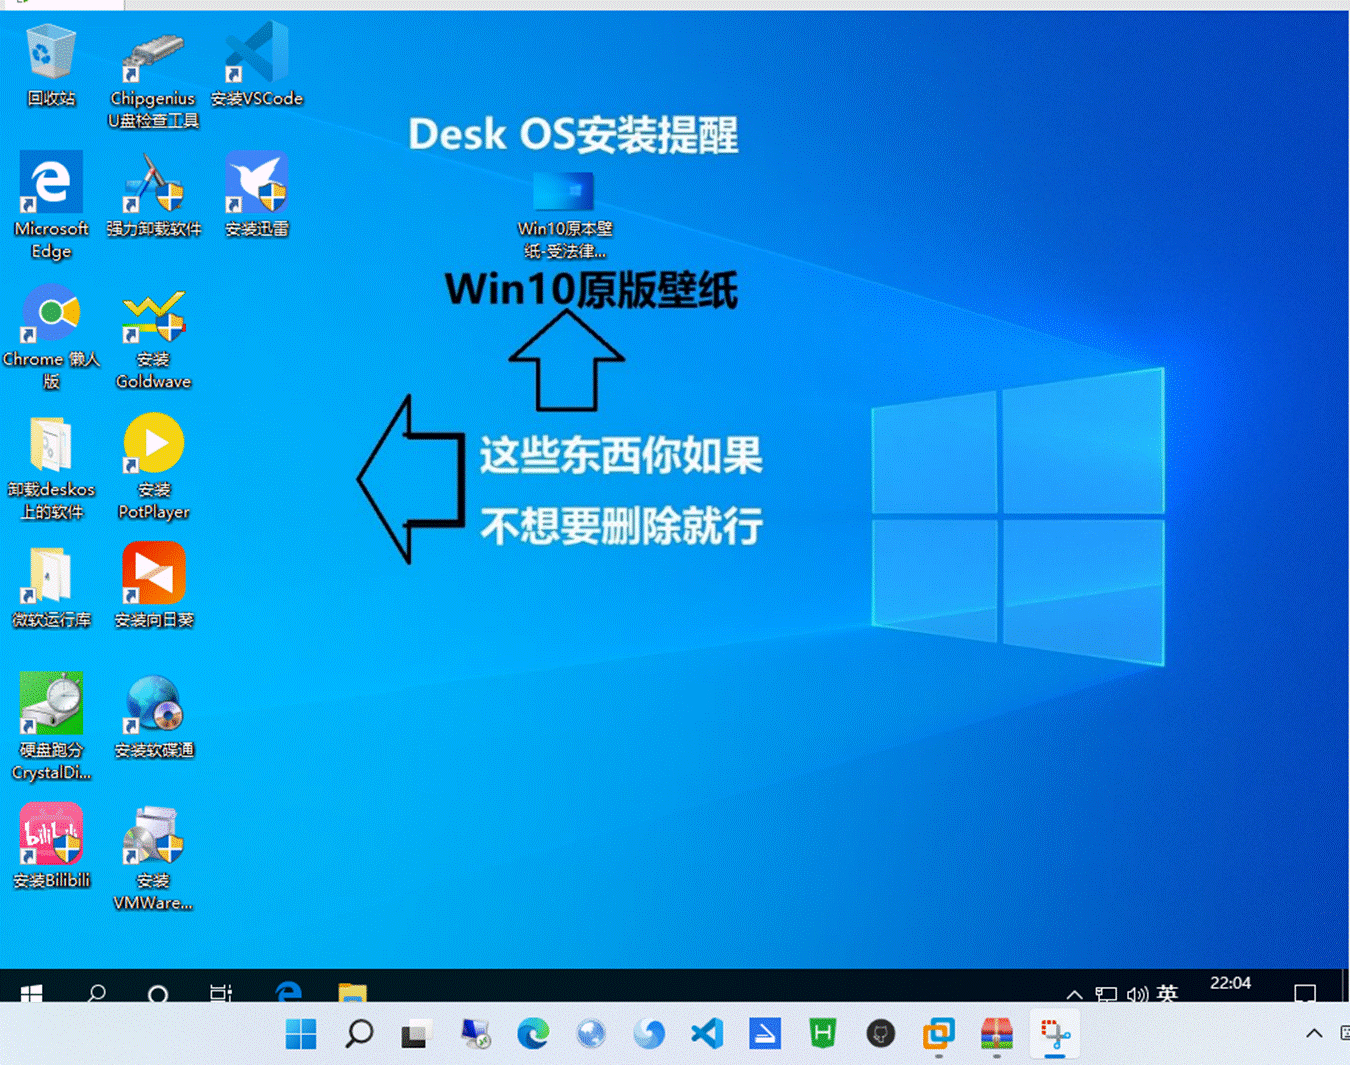 回收站
Chipgenius
U盘检查工具
安装VSCode
Microsoft
Edge
强力卸载软件
安装迅雷
Chrome 懒人
版
安装
Goldwave
卸载deskos
上的软件
安装
PotPlayer
微软运行库
安装向日葵
硬盘跑分
CrystalDi...
安装软碟通
bilibili
安装Bilibili
安装
VMWare...
Desk OS安装提醒
Win10原本壁
纸-受法律...
Win10原版壁纸
这些东西你如果
不想要删除就行
英
22:04
H